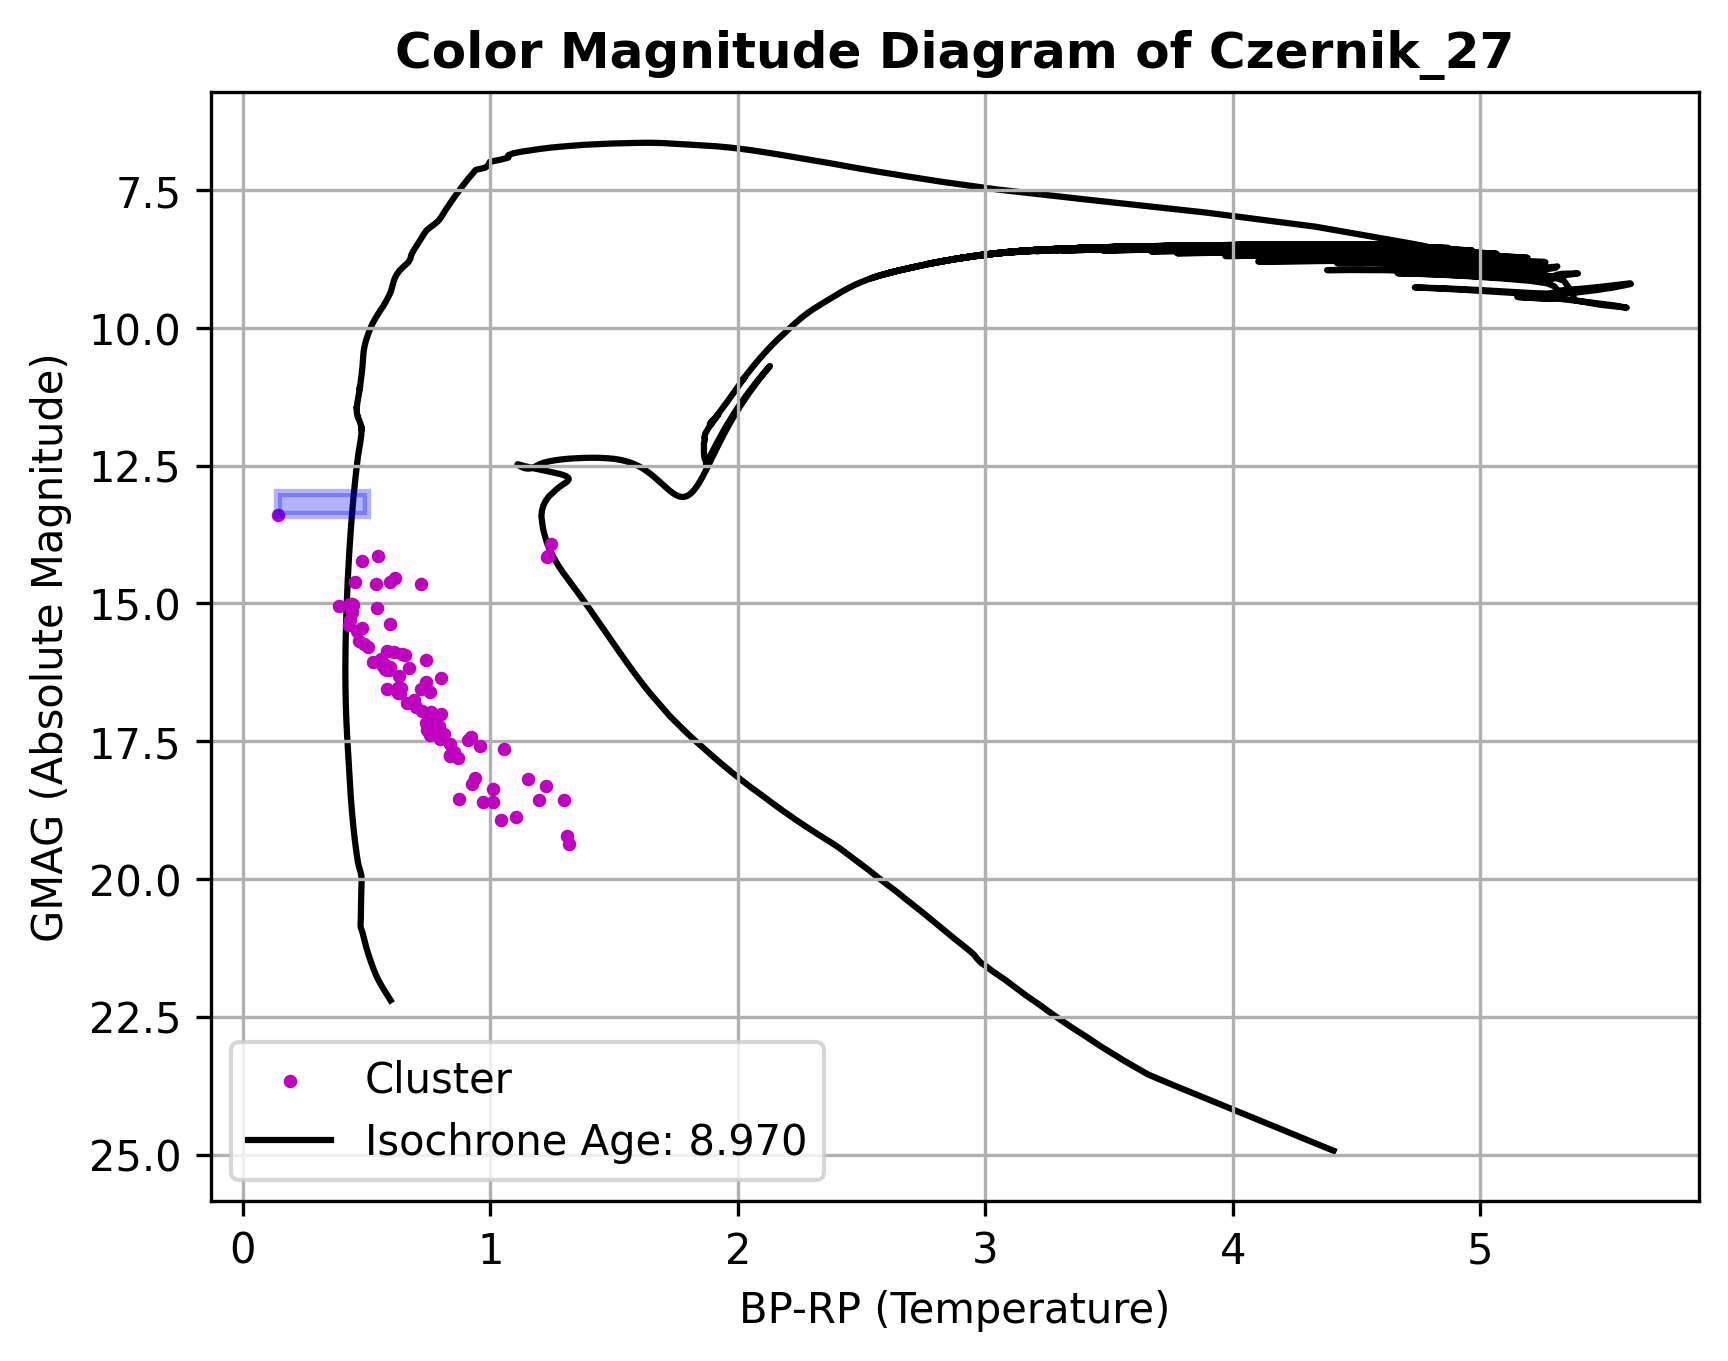 Color Magnitude Diagram of Czernik_27
GMAG (Absolute Magnitude)
7.5
10.0
12.5
15.0
17.5
20.0
22.5
25.0
Cluster
Isochrone Age: 8.970
0 1 2 3 4 5
BP-RP (Temperature)